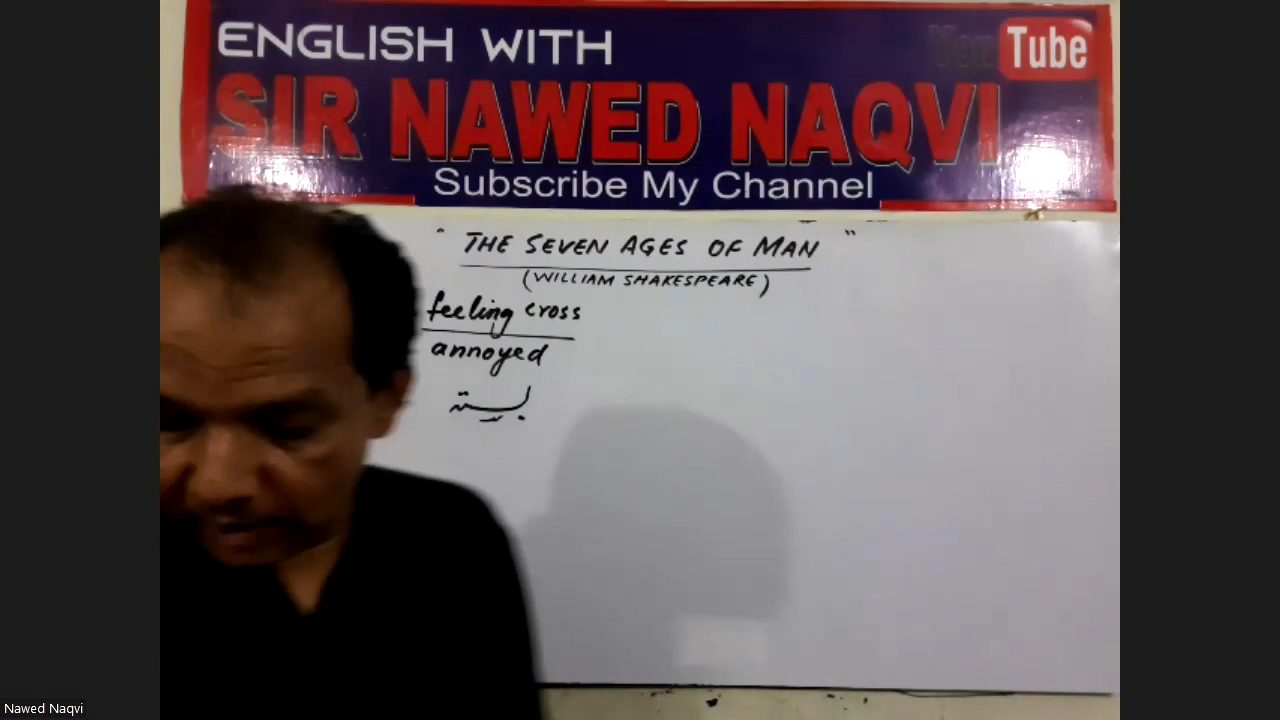 ENGLISH WITH
You Tube
SIR NAWED NAQVI
Subscribe My Channel
" THE SEVEN AGES OF MAN "
(WILLIAM SHAKESPEARE)
feeling cross
annoyed
Nawed Naqvi